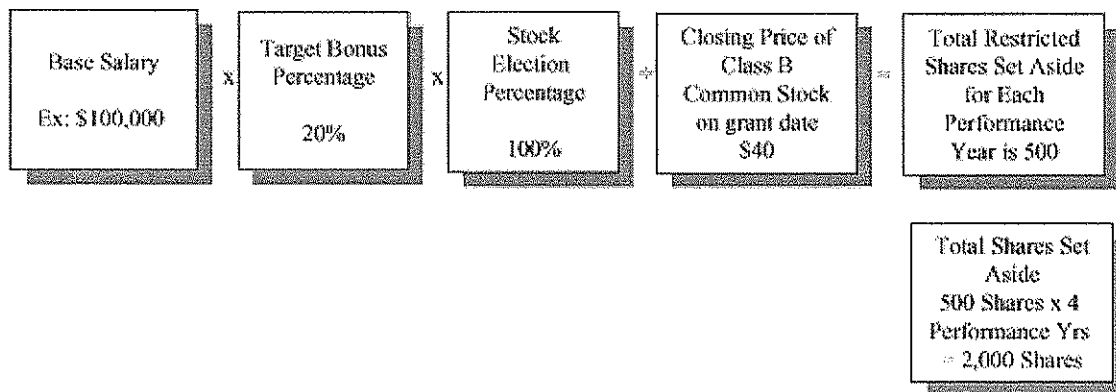 Base Salary
Ex: $100,000
x
Target Bonus
Percentage
20%
x
Stock
Election
Percentage
100%
÷
Closing Price of
Class B
Common Stock
on grant date
$40
=
Total Restricted
Shares Set Aside
for Each
Performance
Year is 500
Total Shares Set
Aside
500 Shares x 4
Performance Yrs
= 2,000 Shares